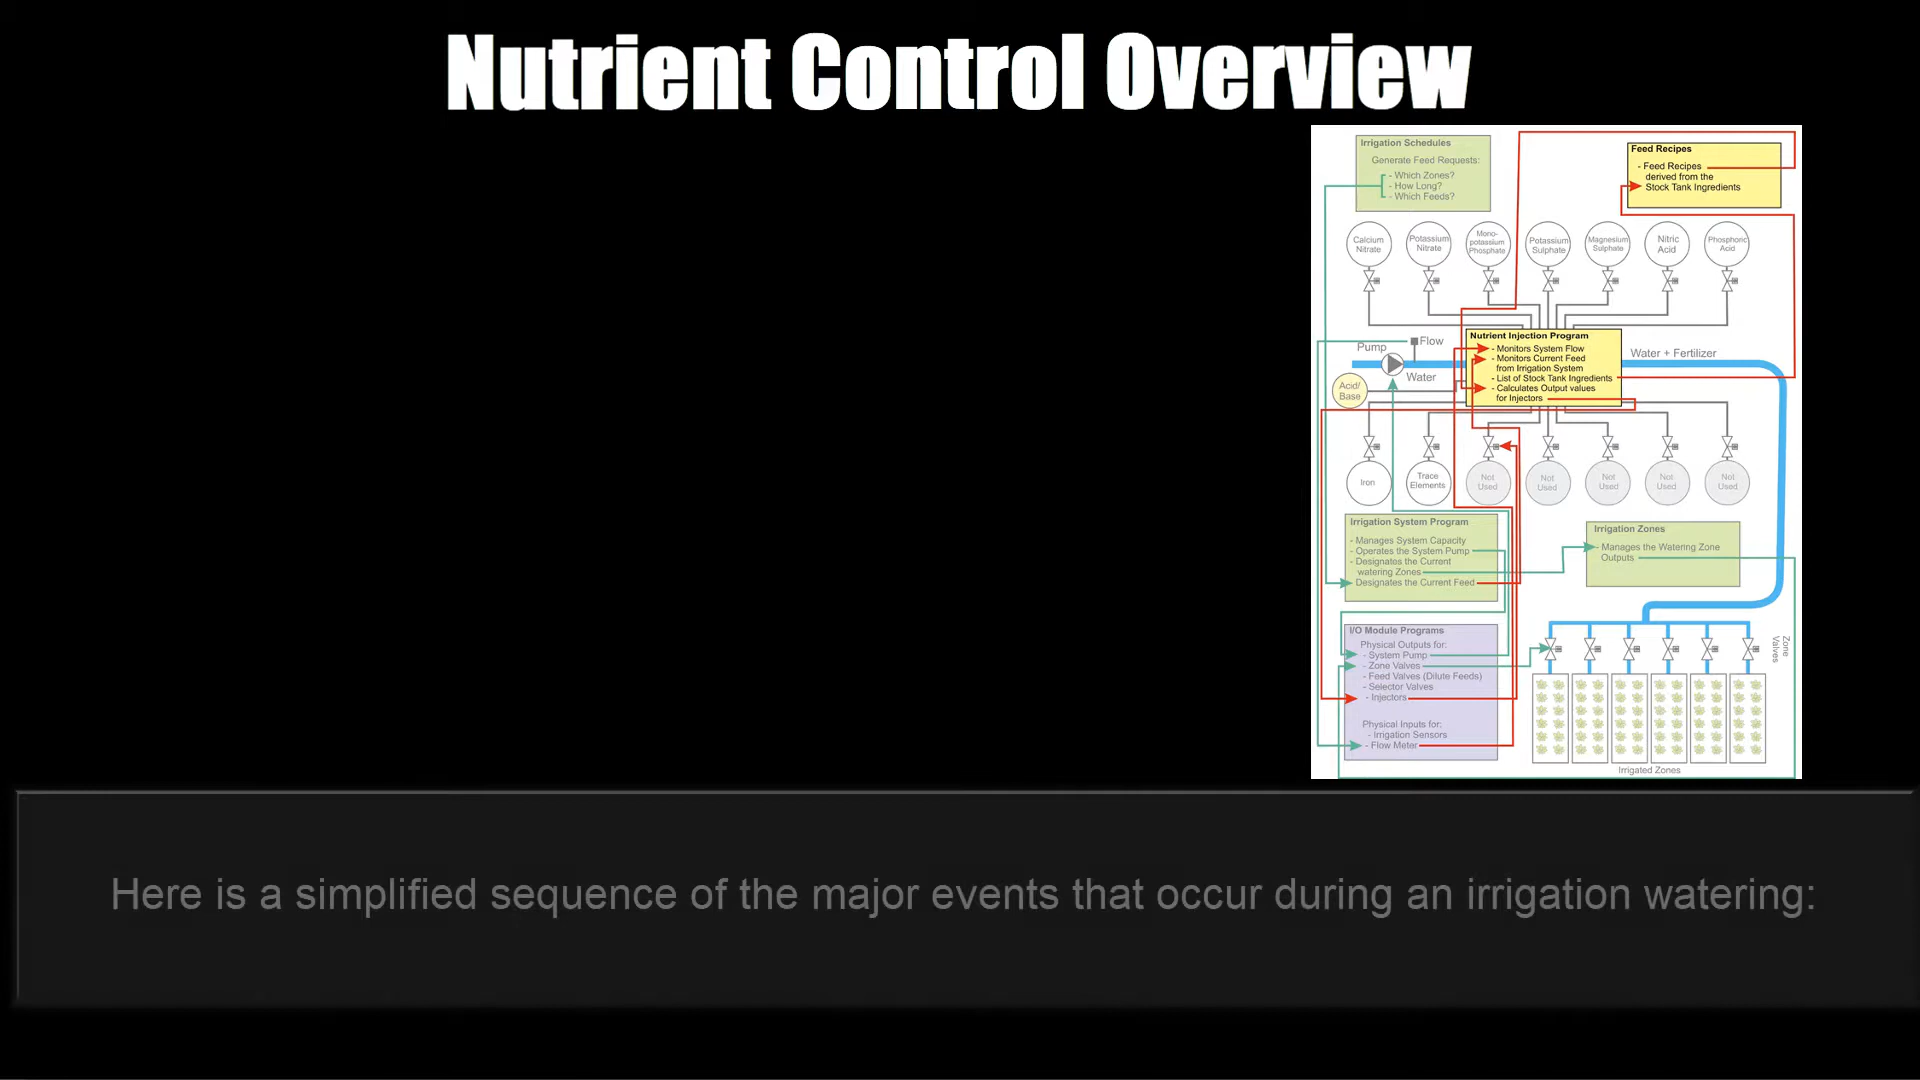 Nutrient Control Overview
Irrigation Schedules
Generate Feed Requests:
- Which Zones?
- How Long?
- Which Feeds?
Feed Recipes
- Feed Recipes
derived from the
Stock Tank Ingredients
Calcium
Nitrate
Potassium
Nitrate
Mono-
potassium
Phosphate
Potassium
Sulphate
Magnesium
Sulphate
Nitric
Acid
Phosphoric
Acid
Pump
Flow
Water
Acid/
Base
Nutrient Injection Program
- Monitors System Flow
- Monitors Current Feed
from Irrigation System
- List of Stock Tank Ingredients
- Calculates Output values
for Injectors
Water + Fertilizer
Iron
Trace
Elements
Not
Used
Not
Used
Not
Used
Not
Used
Not
Used
Irrigation System Program
- Manages System Capacity
- Operates the System Pump
- Designates the Current
watering Zones
Designates the Current Feed
Irrigation Zones
- Manages the Watering Zone
Outputs
I/O Module Programs
Physical Outputs for:
- System Pump
- Zone Valves
- Feed Valves (Dilute Feeds)
- Selector Valves
- Injectors
Physical Inputs for:
- Irrigation Sensors
- Flow Meter
Zone
Valves
Irrigated Zones
Here is a simplified sequence of the major events that occur during an irrigation watering: